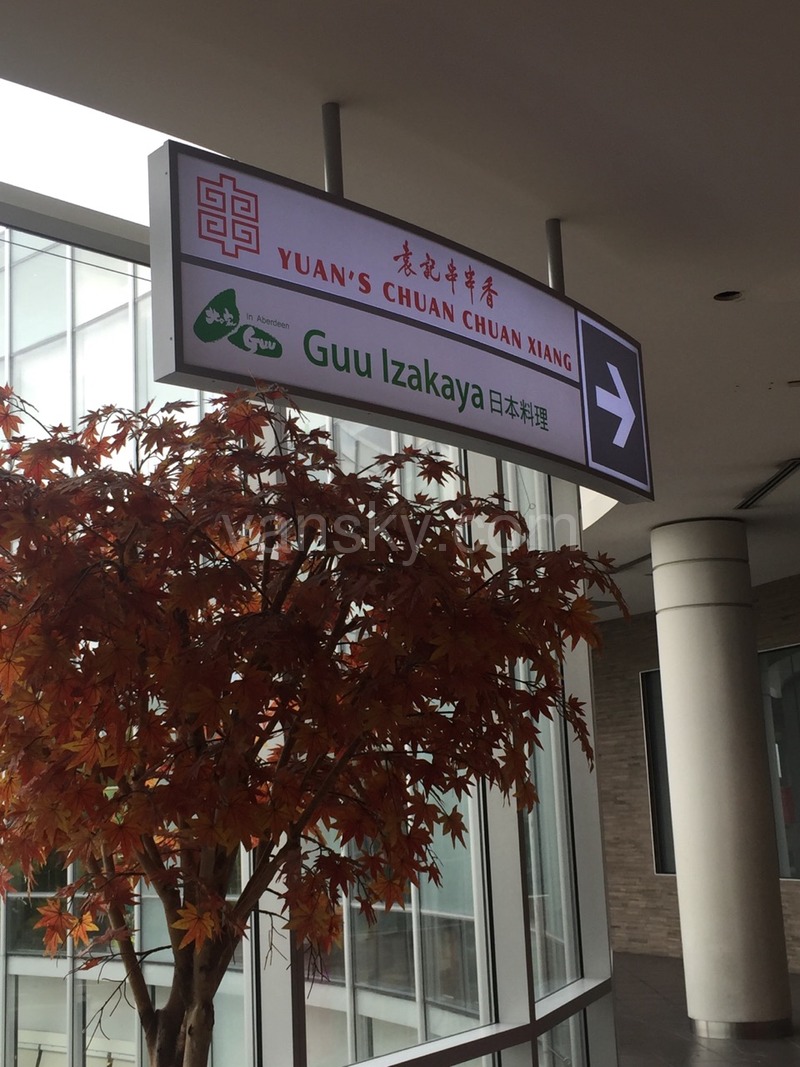 袁記串串香
YUAN'S CHUAN CHUAN XIANG
in Aberdeen
Guu
Guu Izakaya 日本料理
vansky.com